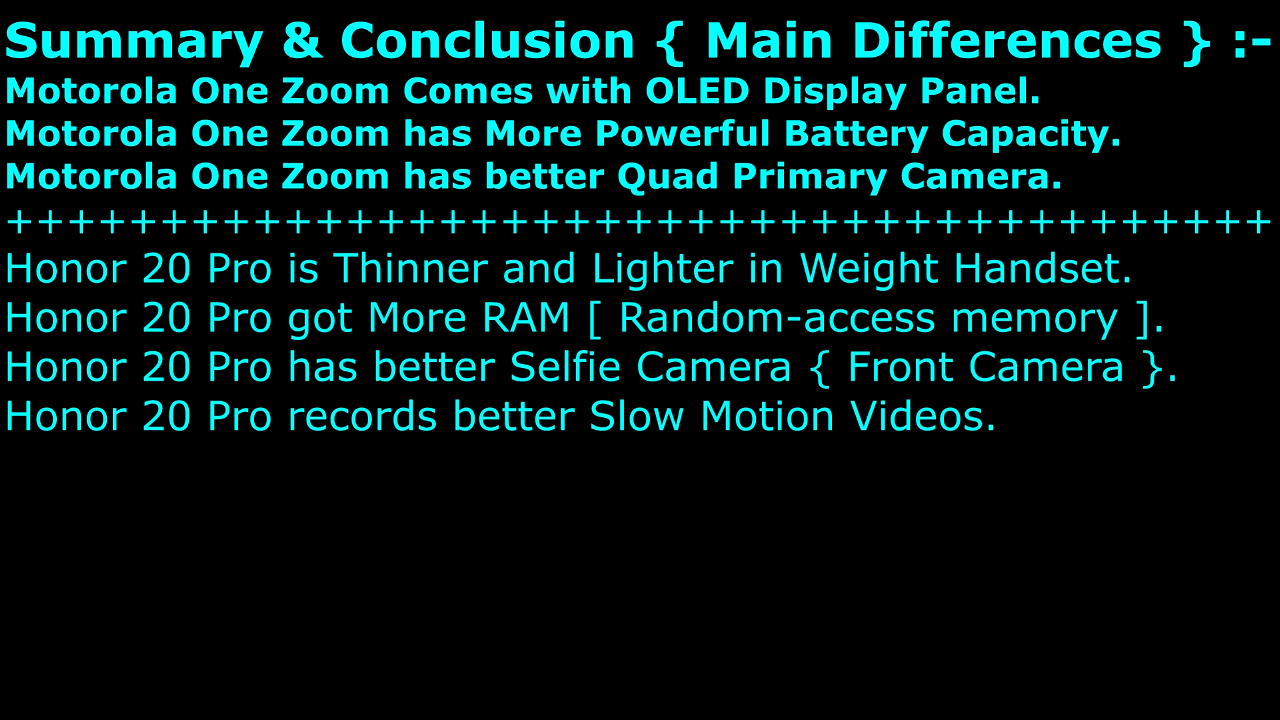 Summary & Conclusion { Main Differences } :-
Motorola One Zoom Comes with OLED Display Panel.
Motorola One Zoom has More Powerful Battery Capacity.
Motorola One Zoom has better Quad Primary Camera.
+++++++++++++++++++++++++++++++++++++++++
Honor 20 Pro is Thinner and Lighter in Weight Handset.
Honor 20 Pro got More RAM [ Random-access memory ].
Honor 20 Pro has better Selfie Camera { Front Camera }.
Honor 20 Pro records better Slow Motion Videos.